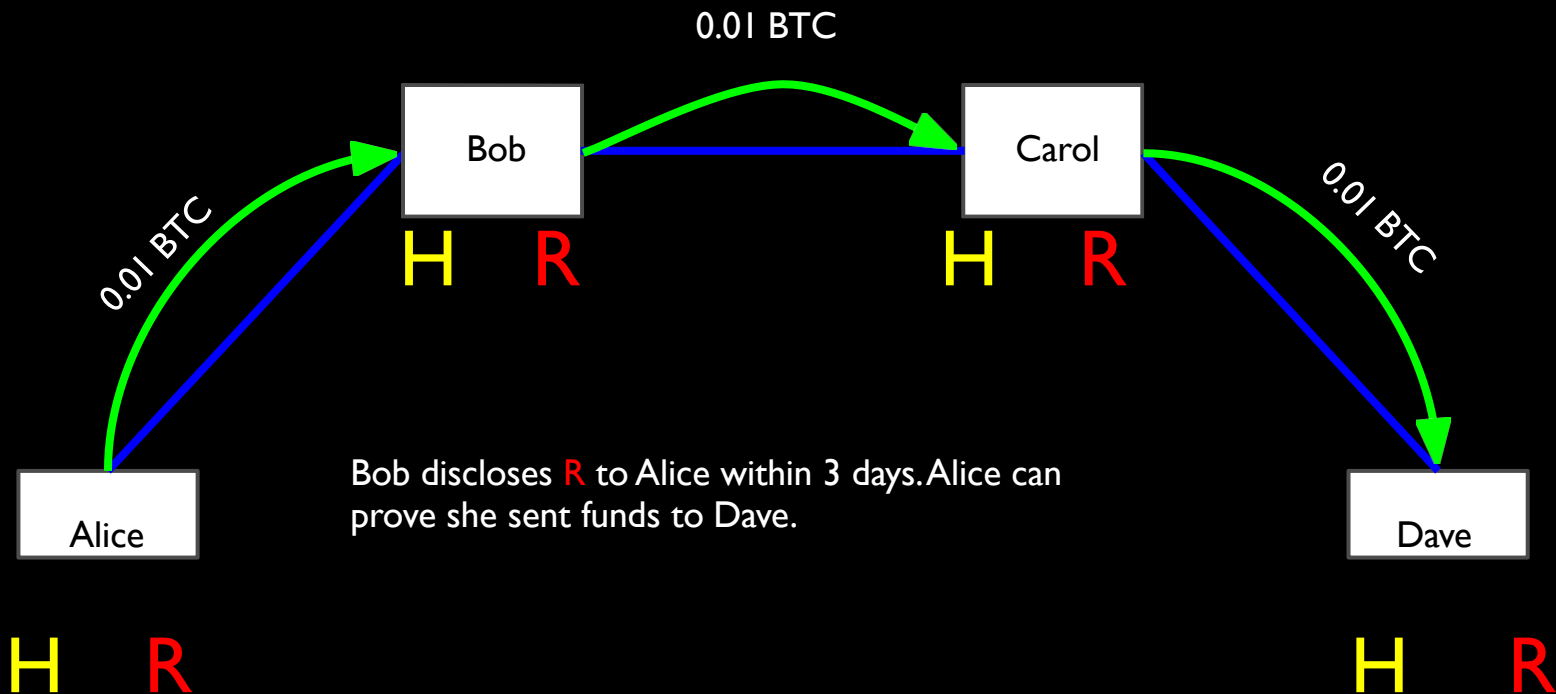 0.01 BTC
Bob
Carol
0.01 BTC
0.01 BTC
H R
H R
Bob discloses R to Alice within 3 days. Alice can
prove she sent funds to Dave.
Alice
Dave
H R
H R